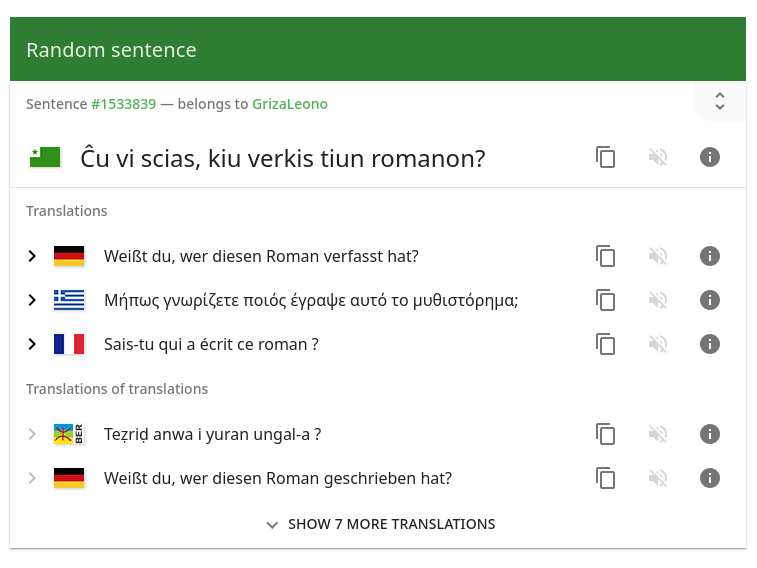 Random sentence
Sentence #1533839 — belongs to GrizaLeono
Ĉu vi scias, kiu verkis tiun romanon?
Translations
Weißt du, wer diesen Roman verfasst hat?
Μήπως γνωρίζετε ποιός έγραψε αυτό το μυθιστόρημα;
Sais-tu qui a écrit ce roman ?
Translations of translations
BER Teẓriḍ anwa i yuran ungal-a ?
Weißt du, wer diesen Roman geschrieben hat?
SHOW 7 MORE TRANSLATIONS